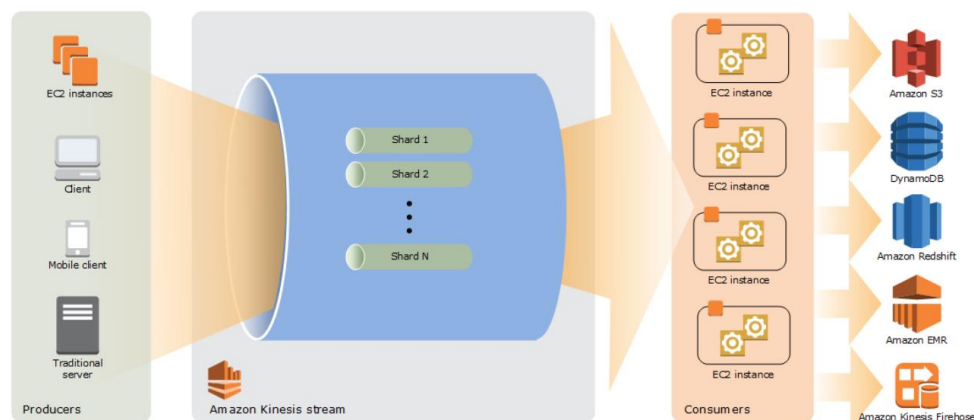 EC2 instances
Client
Mobile client
Traditional
server
Producers
Shard 1
Shard 2
Shard N
Amazon Kinesis stream
EC2 instance
EC2 instance
EC2 instance
EC2 instance
Consumers
Amazon S3
DynamoDB
Amazon Redshift
Amazon EMR
Amazon Kinesis Firehose